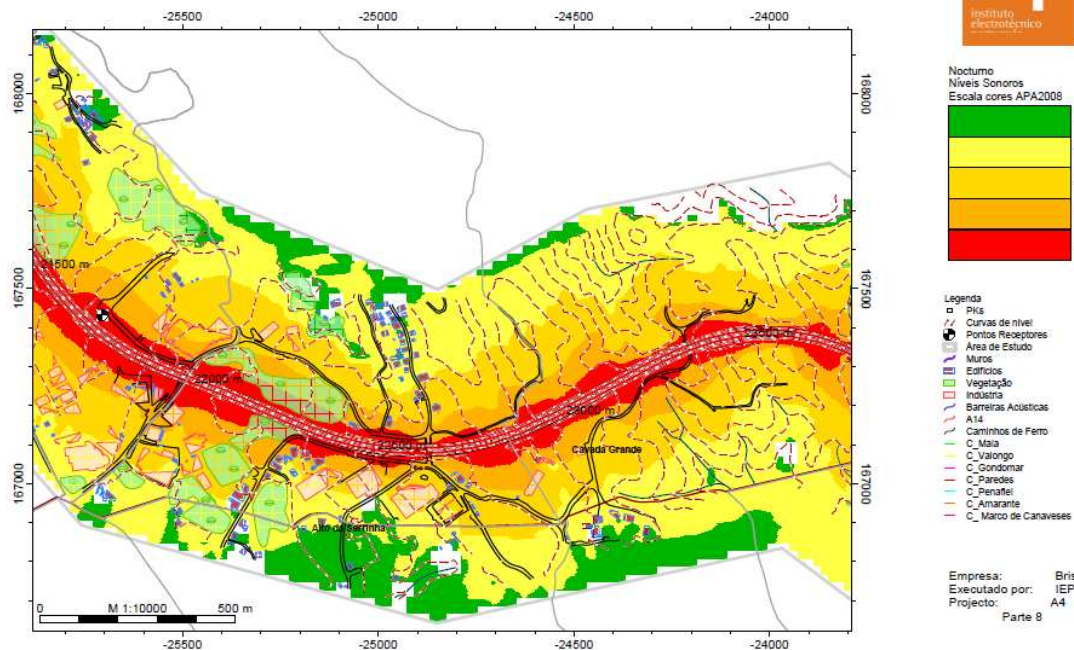 -25500 -25000 -24500 -24000
instituto
electrotécnico
168000 168000
167500 167500
167000 167000
22000 m
23000 m
Cavada Grande
Alto da Serrinha
0 M 1:10000 500 m
-25500 -25000 -24500 -24000
Nocturno
Níveis Sonoros
Escala cores APA2008
Legenda
PKs
Curvas de nível
Pontos Receptores
Área de Estudo
Muros
Edifícios
Vegetação
Indústria
Barreiras Acústicas
A14
Caminhos de Ferro
C_Maia
C_Valongo
C_Gondomar
C_Paredes
C_Penafiel
C_Amarante
C_ Marco de Canaveses
Empresa: Bris
Executado por: IEP
Projecto: A4
Parte 8